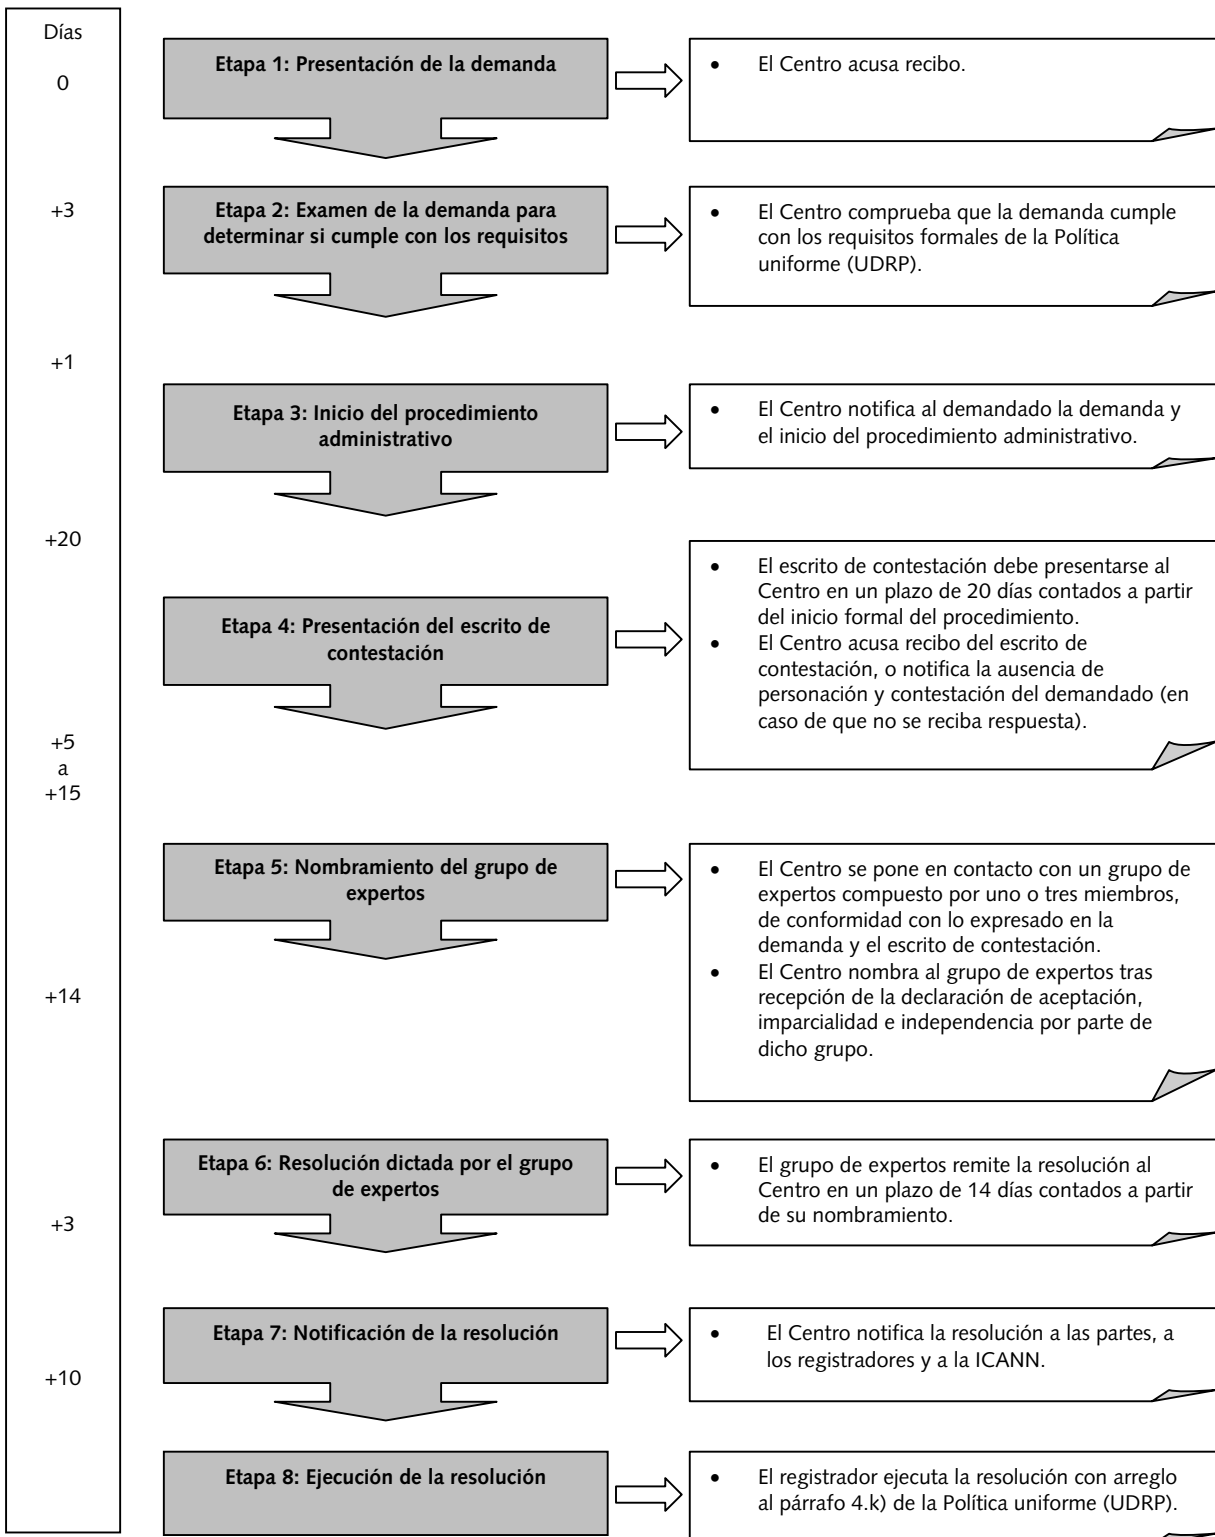 Días
0
Etapa 1: Presentación de la demanda
• El Centro acusa recibo.
+3
Etapa 2: Examen de la demanda para
determinar si cumple con los requisitos
• El Centro comprueba que la demanda cumple
con los requisitos formales de la Política
uniforme (UDRP).
+1
Etapa 3: Inicio del procedimiento
administrativo
• El Centro notifica al demandado la demanda y
el inicio del procedimiento administrativo.
+20
Etapa 4: Presentación del escrito de
contestación
• El escrito de contestación debe presentarse al
Centro en un plazo de 20 días contados a partir
del inicio formal del procedimiento.
• El Centro acusa recibo del escrito de
contestación, o notifica la ausencia de
personación y contestación del demandado (en
caso de que no se reciba respuesta).
+5
a
+15
Etapa 5: Nombramiento del grupo de
expertos
• El Centro se pone en contacto con un grupo de
expertos compuesto por uno o tres miembros,
de conformidad con lo expresado en la
demanda y el escrito de contestación.
• El Centro nombra al grupo de expertos tras
recepción de la declaración de aceptación,
imparcialidad e independencia por parte de
dicho grupo.
+14
Etapa 6: Resolución dictada por el grupo
de expertos
• El grupo de expertos remite la resolución al
Centro en un plazo de 14 días contados a partir
de su nombramiento.
+3
Etapa 7: Notificación de la resolución
• El Centro notifica la resolución a las partes, a
los registradores y a la ICANN.
+10
Etapa 8: Ejecución de la resolución
• El registrador ejecuta la resolución con arreglo
al párrafo 4.k) de la Política uniforme (UDRP).